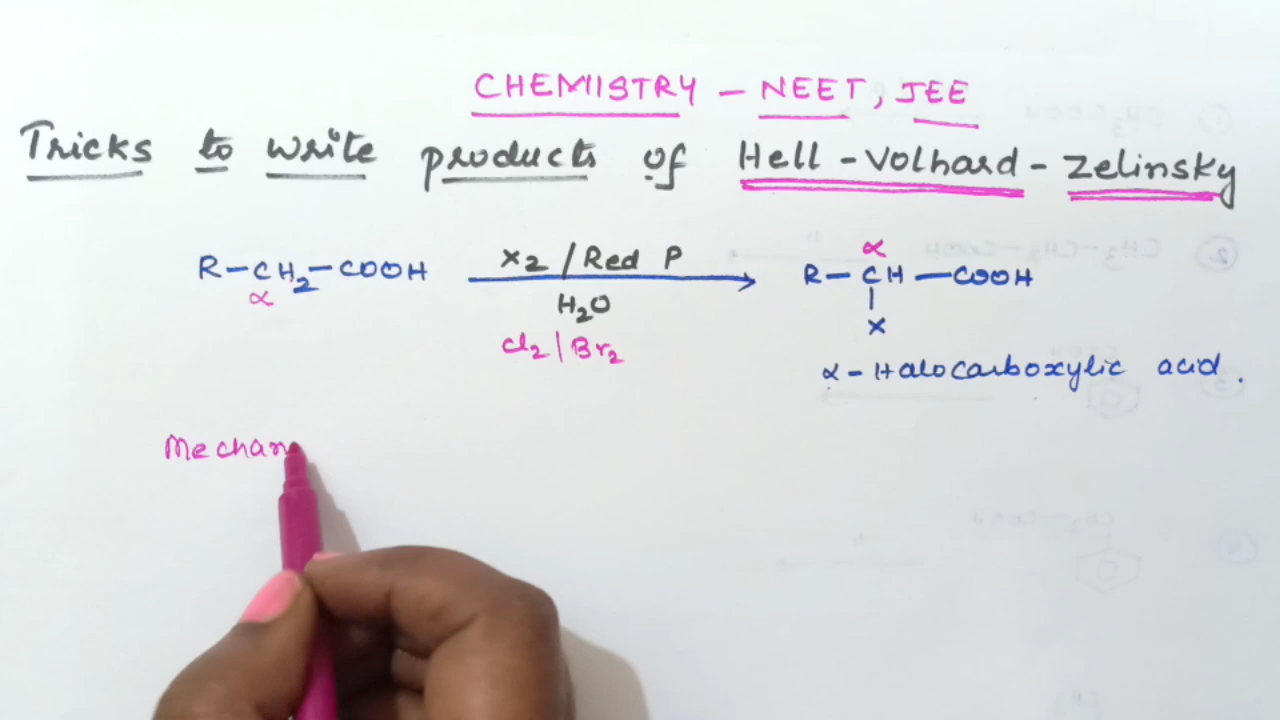 CHEMISTRY - NEET, JEE
Tricks to write products of Hell-Volhard-Zelinsky
R-CH₂-COOH X₂/Red P α R-CH-COOH
α H₂O X
Cl₂|Br₂
α-Halocarboxylic acid.
Mechan